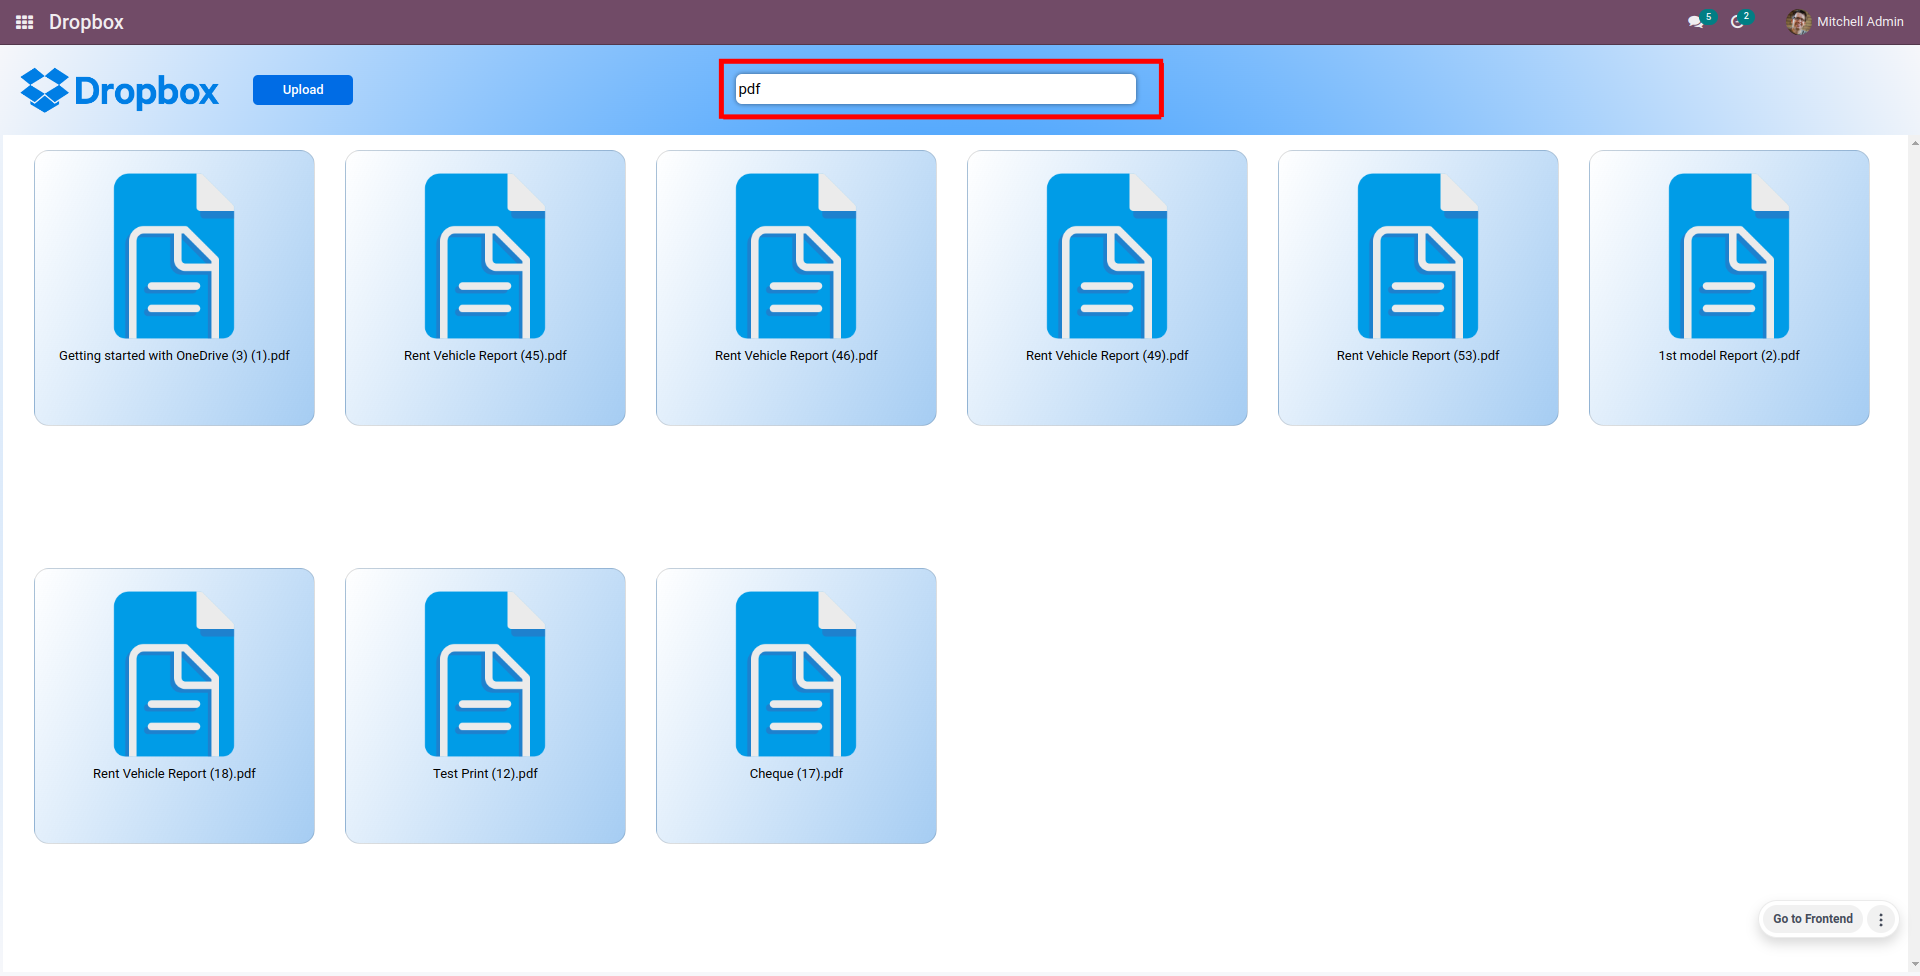 Dropbox
5
2
Mitchell Admin
Dropbox
Upload
pdf
Getting started with OneDrive (3) (1).pdf
Rent Vehicle Report (45).pdf
Rent Vehicle Report (46).pdf
Rent Vehicle Report (49).pdf
Rent Vehicle Report (53).pdf
1st model Report (2).pdf
Rent Vehicle Report (18).pdf
Test Print (12).pdf
Cheque (17).pdf
Go to Frontend